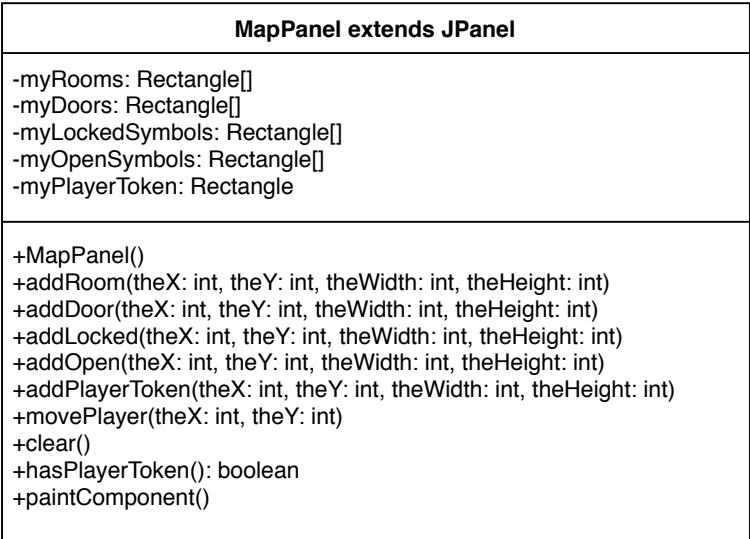 MapPanel extends JPanel
-myRooms: Rectangle[]
-myDoors: Rectangle[]
-myLockedSymbols: Rectangle[]
-myOpenSymbols: Rectangle[]
-myPlayerToken: Rectangle
+MapPanel()
+addRoom(theX: int, theY: int, theWidth: int, theHeight: int)
+addDoor(theX: int, theY: int, theWidth: int, theHeight: int)
+addLocked(theX: int, theY: int, theWidth: int, theHeight: int)
+addOpen(theX: int, theY: int, theWidth: int, theHeight: int)
+addPlayerToken(theX: int, theY: int, theWidth: int, theHeight: int)
+movePlayer(theX: int, theY: int)
+clear()
+hasPlayerToken(): boolean
+paintComponent()